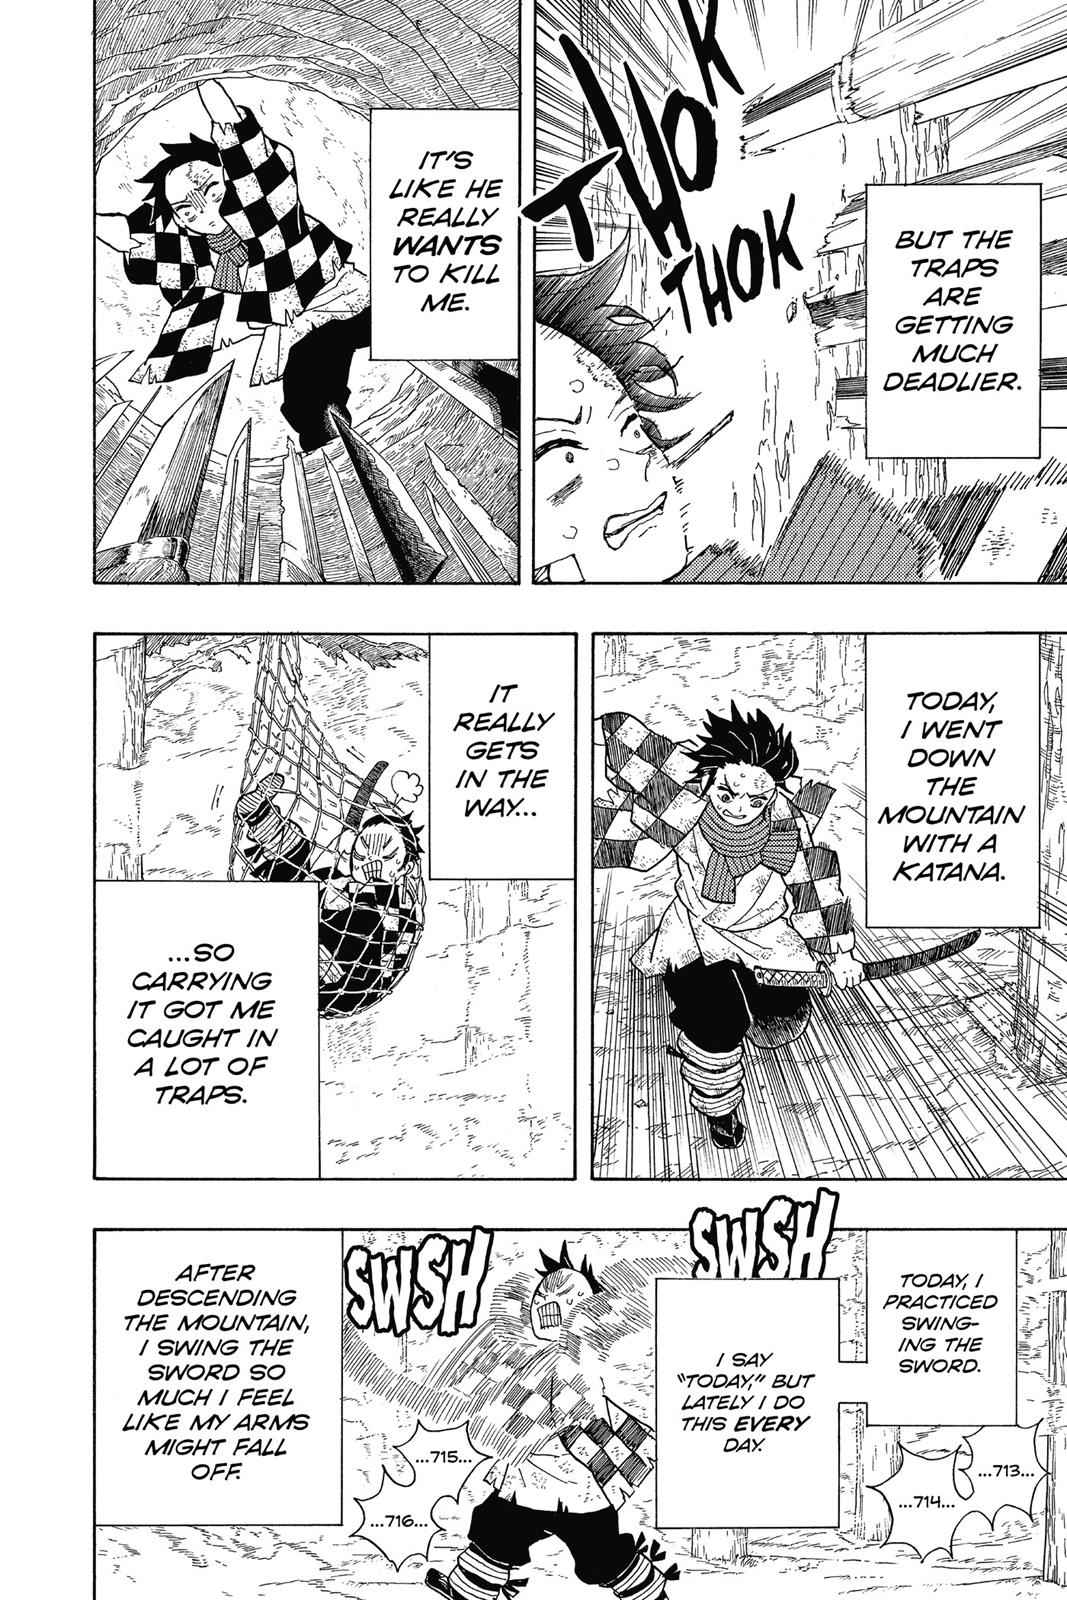 THOK
THOK
BUT THE
TRAPS
ARE
GETTING
MUCH
DEADLIER.
IT'S
LIKE HE
REALLY
WANTS
TO KILL
ME.
TODAY,
I WENT
DOWN
THE
MOUNTAIN
WITH A
KATANA.
IT
REALLY
GETS
IN THE
WAY...
...SO
CARRYING
IT GOT ME
CAUGHT IN
A LOT OF
TRAPS.
TODAY, I
PRACTICED
SWING-
ING THE
SWORD.
...713...
...714...
SWSH
I SAY
"TODAY," BUT
LATELY I DO
THIS EVERY
DAY.
SWSH
...715...
...716...
AFTER
DESCENDING
THE MOUNTAIN,
I SWING THE
SWORD SO
MUCH I FEEL
LIKE MY ARMS
MIGHT FALL
OFF.